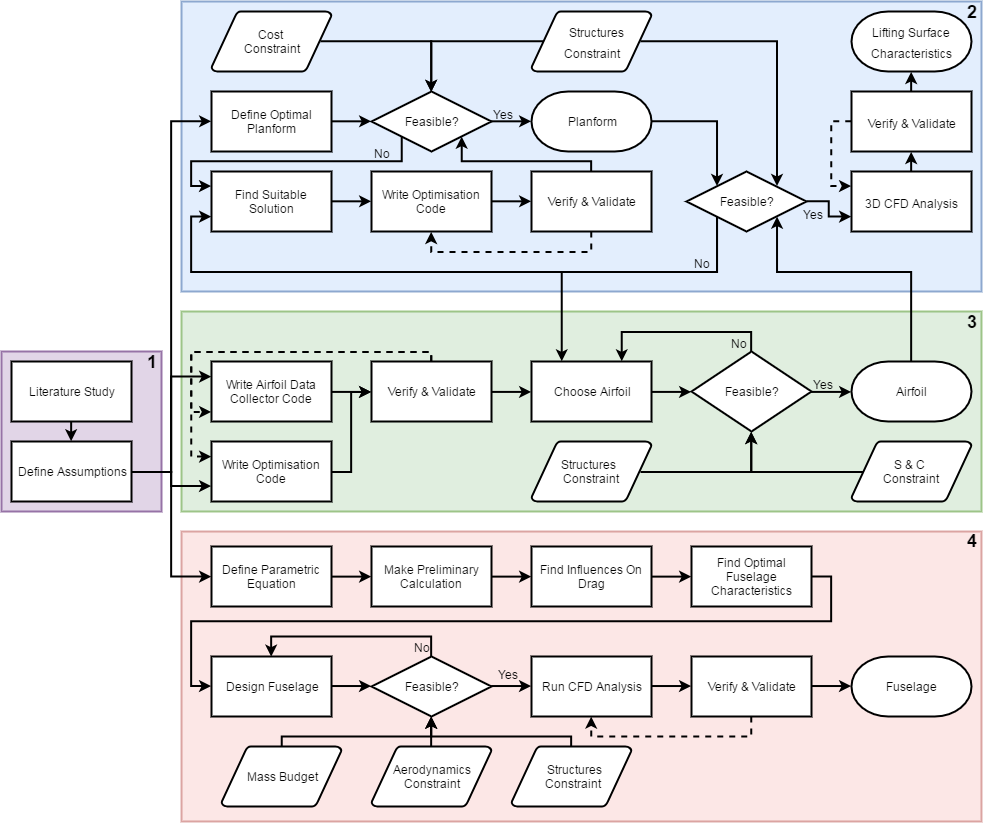 1
Literature Study
Define Assumptions
2
Cost
Constraint
Structures
Constraint
Lifting Surface
Characteristics
Define Optimal
Planform
Feasible?
Yes
Planform
Verify & Validate
No
Find Suitable
Solution
Write Optimisation
Code
Verify & Validate
Feasible?
Yes
3D CFD Analysis
No
3
No
Write Airfoil Data
Collector Code
Verify & Validate
Choose Airfoil
Feasible?
Yes
Airfoil
Write Optimisation
Code
Structures
Constraint
S & C
Constraint
4
Define Parametric
Equation
Make Preliminary
Calculation
Find Influences On
Drag
Find Optimal
Fuselage
Characteristics
No
Design Fuselage
Feasible?
Yes
Run CFD Analysis
Verify & Validate
Fuselage
Mass Budget
Aerodynamics
Constraint
Structures
Constraint